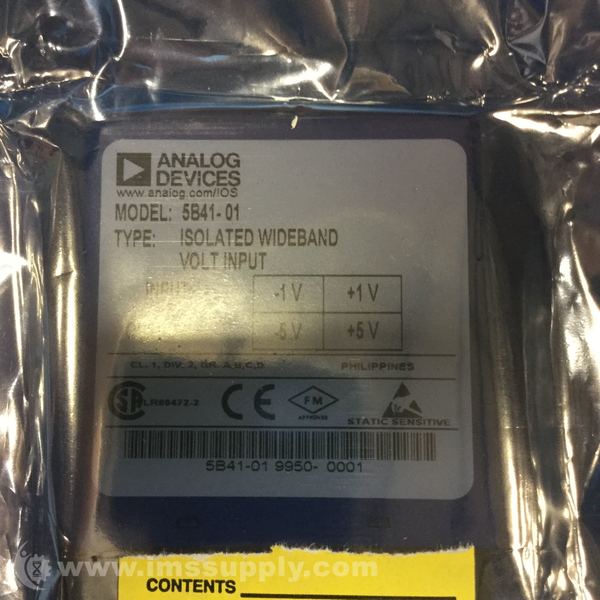 ANALOG
DEVICES
www.analog.com/IOS
MODEL: 5B41-01
TYPE: ISOLATED WIDEBAND
VOLT INPUT
INPUT -1 V +1 V
-5 V +5 V
CL. 1, DIV. 2, GR. A,B,C,D PHILIPPINES
LR66472-2 CE FM
APPROVED
STATIC SENSITIVE
5B41-01 9950- 0001
www.imssupply.com
CONTENTS